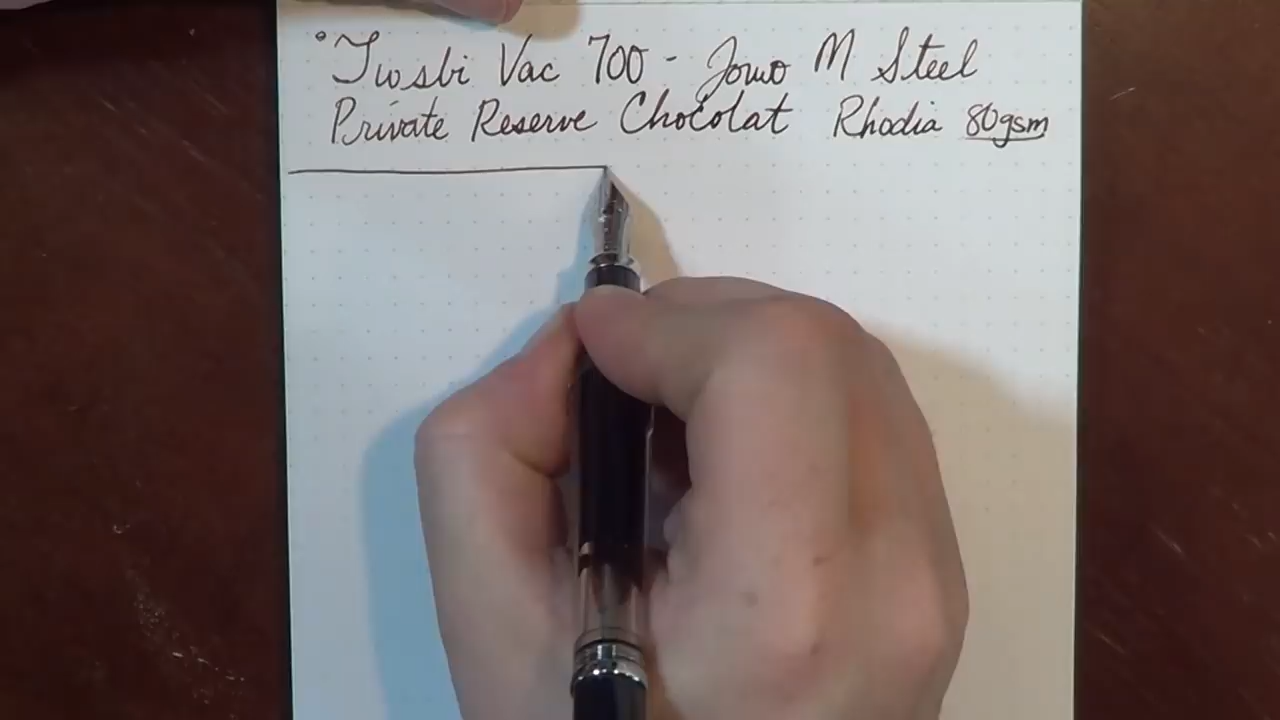 °Twsbi Vac 700 - Jowo M Steel
Private Reserve Chocolat Rhodia 80gsm